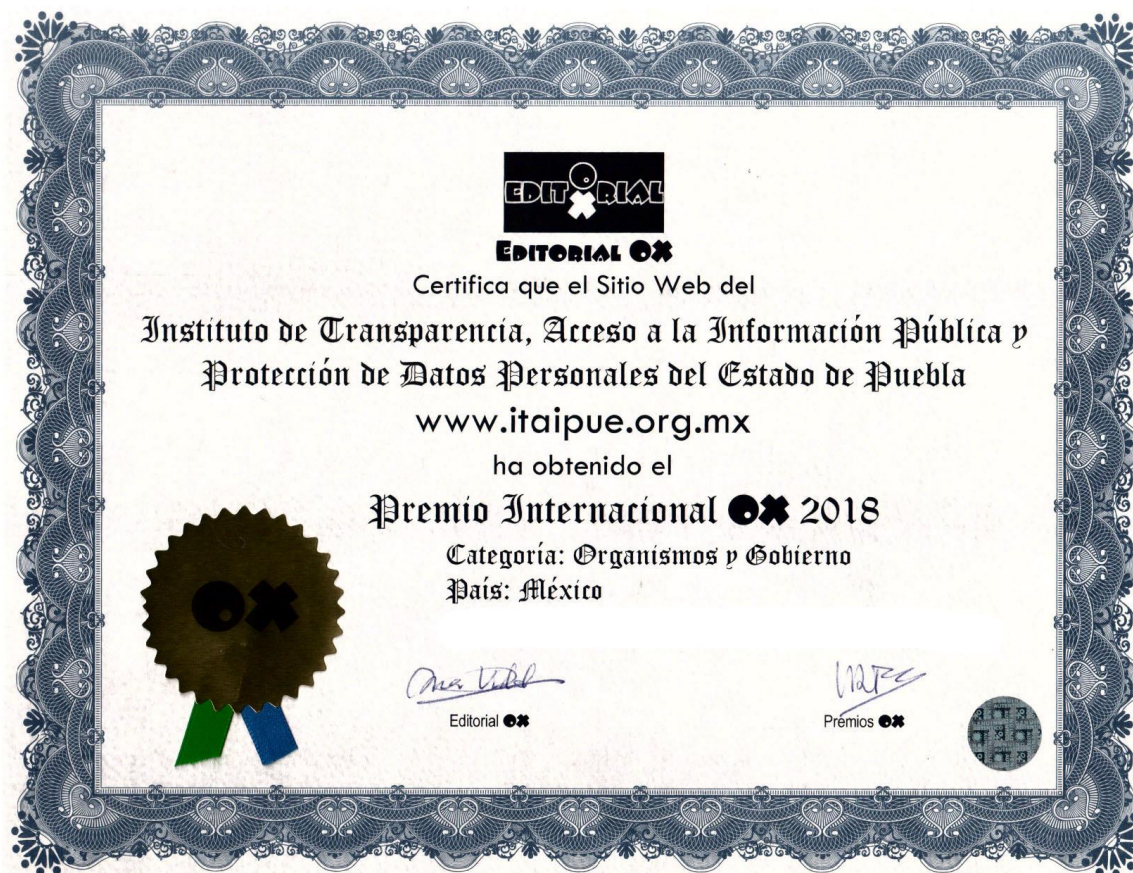 EDITORIAL
EDITORIAL OX
Certifica que el Sitio Web del
Instituto de Transparencia, Acceso a la Información Pública y
Protección de Datos Personales del Estado de Puebla
www.itaipue.org.mx
ha obtenido el
Premio Internacional OX 2018
Categoría: Organismos y Gobierno
País: México
OX
Editorial OX
Prémios OX